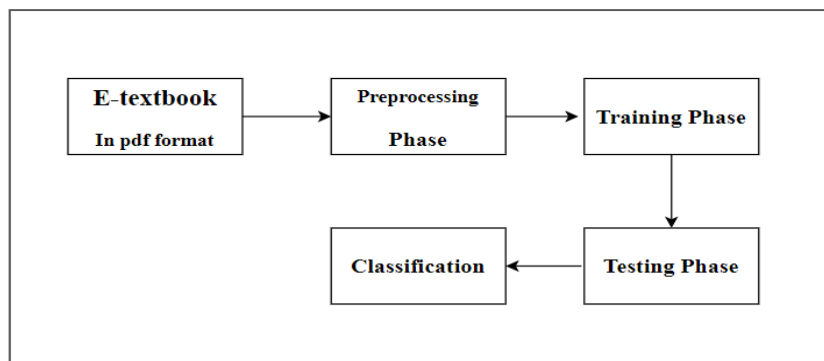 E-textbook
In pdf format
Preprocessing
Phase
Training Phase
Testing Phase
Classification